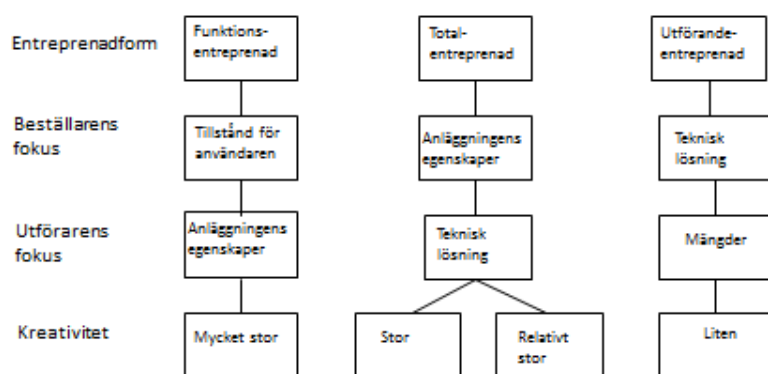 Entreprenadform
Funktions-
entreprenad
Total-
entreprenad
Utförande-
entreprenad
Beställarens
fokus
Tillstånd för
användaren
Anläggningens
egenskaper
Teknisk
lösning
Utförarens
fokus
Anläggningens
egenskaper
Teknisk
lösning
Mängder
Kreativitet
Mycket stor
Stor
Relativt
stor
Liten